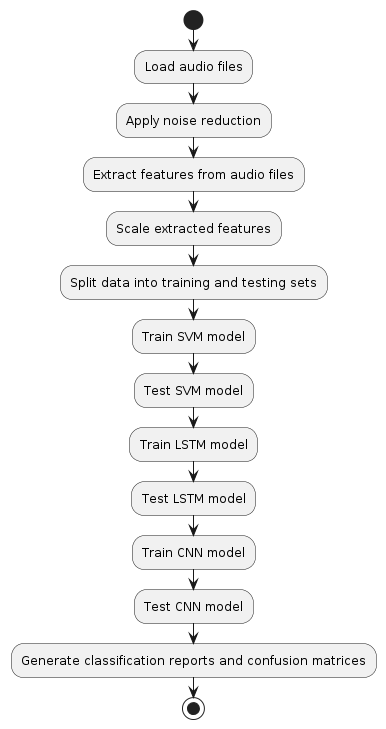 Load audio files
Apply noise reduction
Extract features from audio files
Scale extracted features
Split data into training and testing sets
Train SVM model
Test SVM model
Train LSTM model
Test LSTM model
Train CNN model
Test CNN model
Generate classification reports and confusion matrices